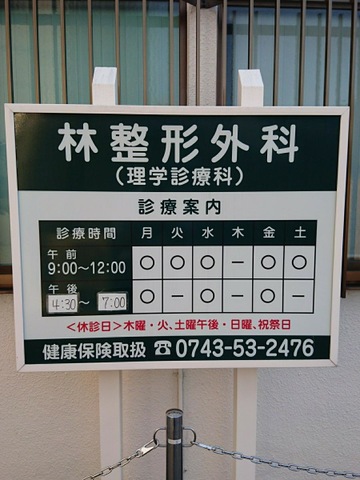 林整形外科
(理学診療科)
診療案内
診療時間 月 火 水 木 金 土
午前 9:00~12:00 ○ ○ ○ － ○ ○
午後 4:30~7:00 ○ － ○ － ○ －
<休診日>木曜・火、土曜午後・日曜、祝祭日
健康保険取扱 ☎0743-53-2476